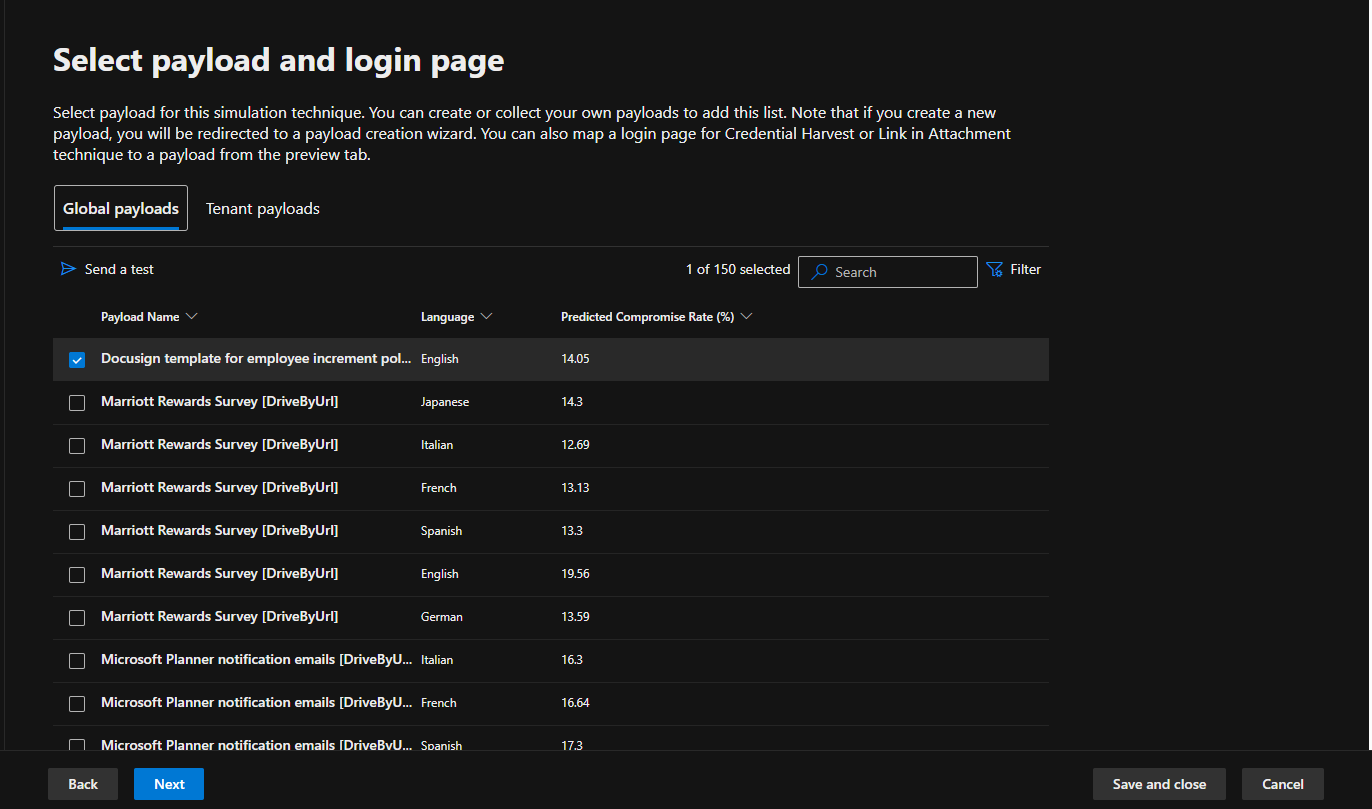 Select payload and login page
Select payload for this simulation technique. You can create or collect your own payloads to add this list. Note that if you create a new
payload, you will be redirected to a payload creation wizard. You can also map a login page for Credential Harvest or Link in Attachment
technique to a payload from the preview tab.
Global payloads Tenant payloads
Send a test 1 of 150 selected Search Filter
Payload Name Language Predicted Compromise Rate (%)
Docusign template for employee increment pol... English 14.05
Marriott Rewards Survey [DriveByUrl] Japanese 14.3
Marriott Rewards Survey [DriveByUrl] Italian 12.69
Marriott Rewards Survey [DriveByUrl] French 13.13
Marriott Rewards Survey [DriveByUrl] Spanish 13.3
Marriott Rewards Survey [DriveByUrl] English 19.56
Marriott Rewards Survey [DriveByUrl] German 13.59
Microsoft Planner notification emails [DriveByU... Italian 16.3
Microsoft Planner notification emails [DriveByU... French 16.64
Microsoft Planner notification emails [DriveByU... Spanish 17.3
Back Next Save and close Cancel